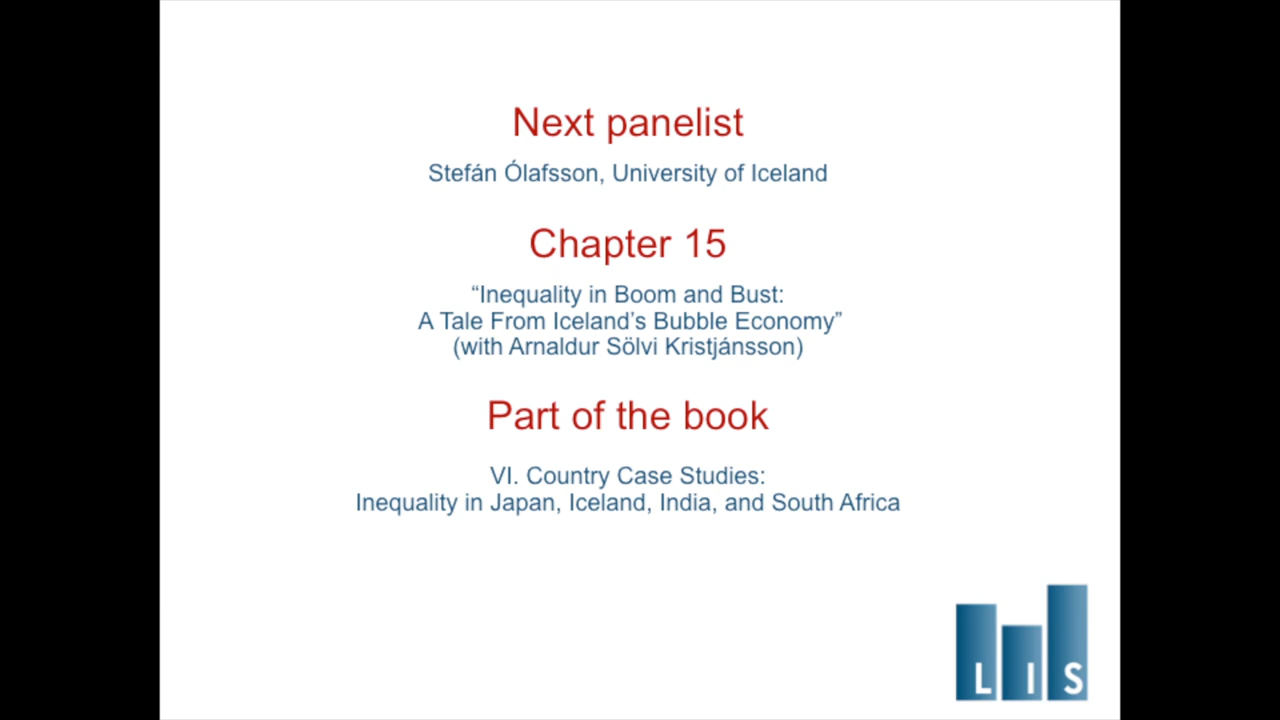 Next panelist
Stefán Ólafsson, University of Iceland
Chapter 15
“Inequality in Boom and Bust:
A Tale From Iceland’s Bubble Economy”
(with Arnaldur Sölvi Kristjánsson)
Part of the book
VI. Country Case Studies:
Inequality in Japan, Iceland, India, and South Africa
LIS